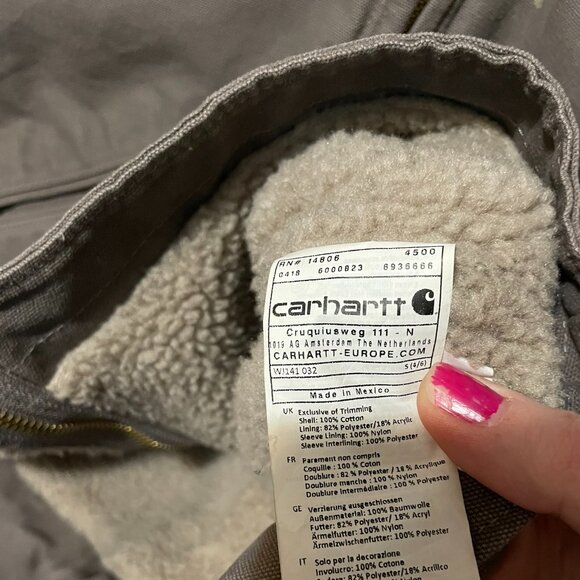 RN# 14806 4500
0418 6000823 6936666
carhartt
Cruquiusweg 111 - N
1019 AG Amsterdam The Netherlands
CARHARTT-EUROPE.COM
WJ141 032 S (4/6)
Made in Mexico
UK Exclusive of Trimming
Shell: 100% Cotton
Lining: 82% Polyester/18% Acrylic
Sleeve Lining: 100% Nylon
Sleeve Interlining: 100% Polyester
FR Parement non compris
Coquille : 100 % Coton
Doublure : 82 % Polyester / 18 % Acrylique
Doublure manche : 100 % Nylon
Doublure intermédiaire : 100 % Polyester
GE Verzierung ausgeschlossen
Außenmaterial: 100% Baumwolle
Futter: 82% Polyester/ 18% Acryl
Ärmelfutter: 100% Nylon
Ärmelzwischenfutter: 100% Polyester
IT Solo per la decorazione
Involucro: 100% Cotone